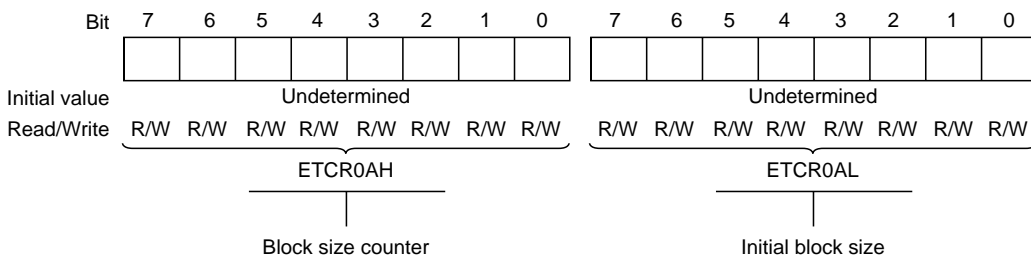 Bit 7 6 5 4 3 2 1 0 7 6 5 4 3 2 1 0
Initial value Undetermined Undetermined
Read/Write R/W R/W R/W R/W R/W R/W R/W R/W R/W R/W R/W R/W R/W R/W R/W R/W
ETCR0AH ETCR0AL
Block size counter Initial block size